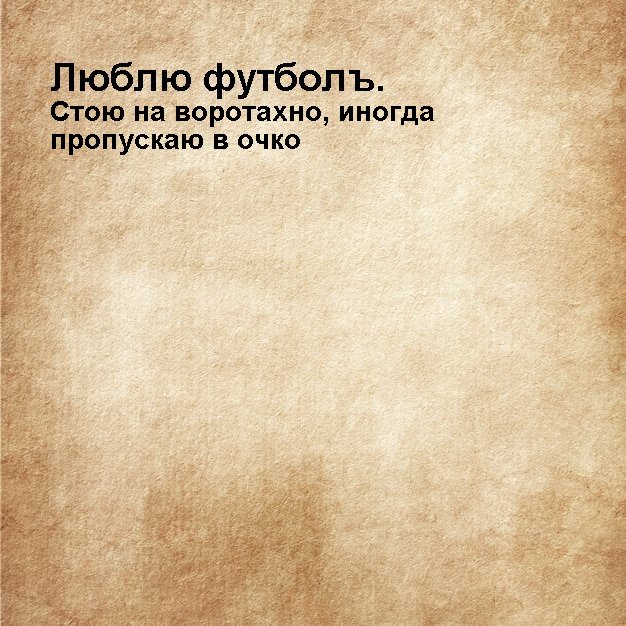 Люблю футболъ.
Стою на воротахно, иногда
пропускаю в очко